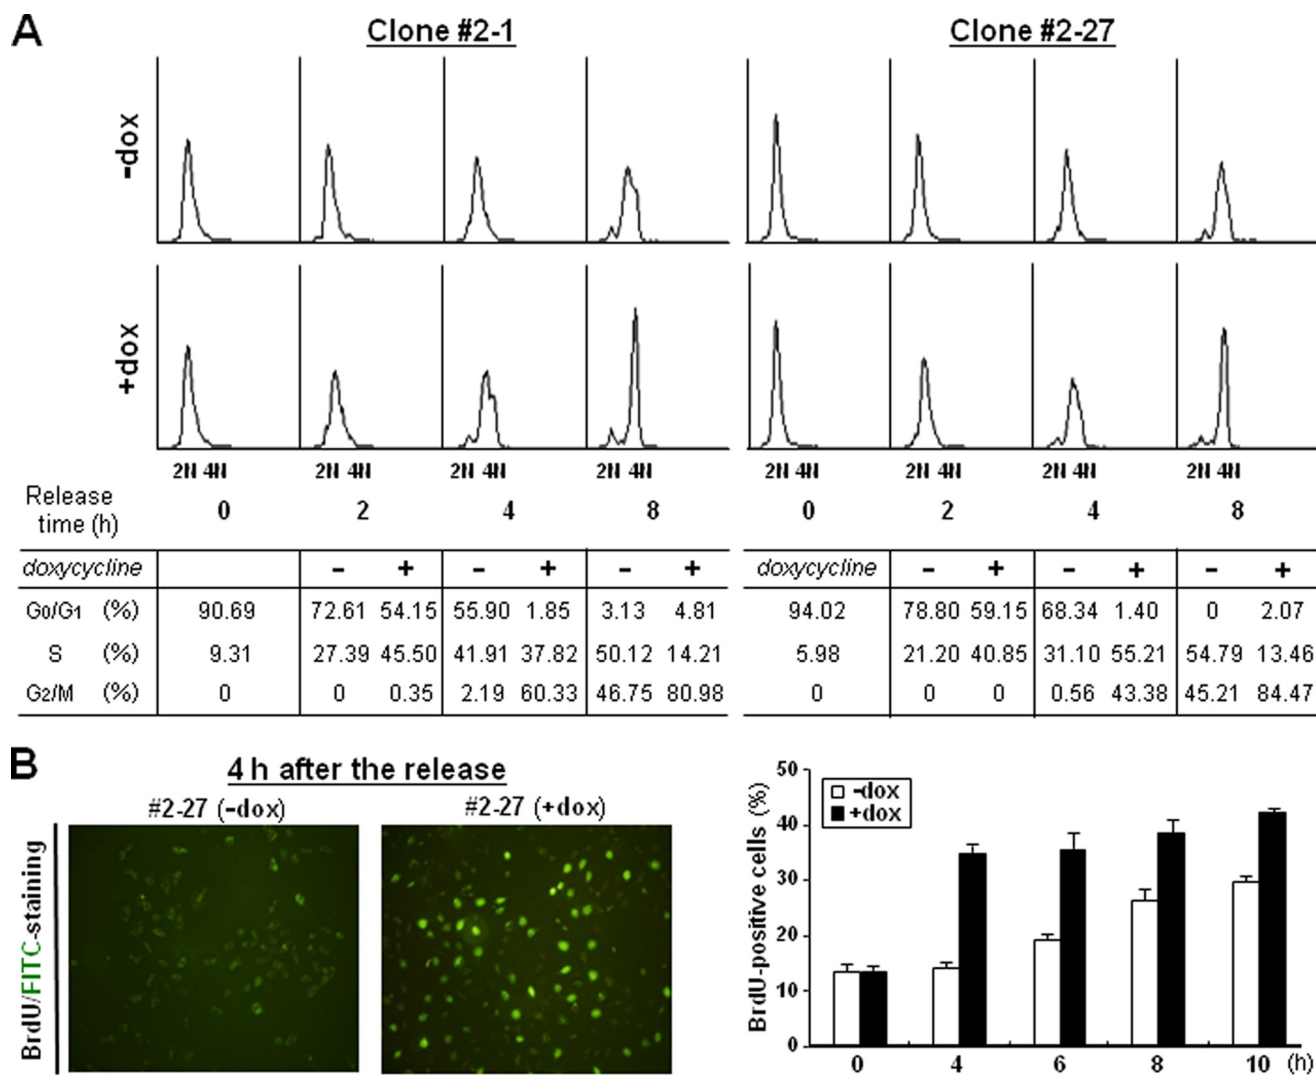 A
Clone #2-1
Clone #2-27
-dox
+dox
2N 4N 2N 4N 2N 4N 2N 4N 2N 4N 2N 4N 2N 4N 2N 4N
Release
time (h)
0 2 4 8 0 2 4 8
doxycycline - + - + - + doxycycline - + - + - +
G0/G1 (%) 90.69 72.61 54.15 55.90 1.85 3.13 4.81 94.02 78.80 59.15 68.34 1.40 0 2.07
S (%) 9.31 27.39 45.50 41.91 37.82 50.12 14.21 5.98 21.20 40.85 31.10 55.21 54.79 13.46
G2/M (%) 0 0 0.35 2.19 60.33 46.75 80.98 0 0 0 0.56 43.38 45.21 84.47
B
4 h after the release
#2-27 (-dox)
#2-27 (+dox)
BrdU/FITC-staining
BrdU-positive cells (%)
50
40
30
20
10
0
-dox
+dox
0 4 6 8 10 (h)